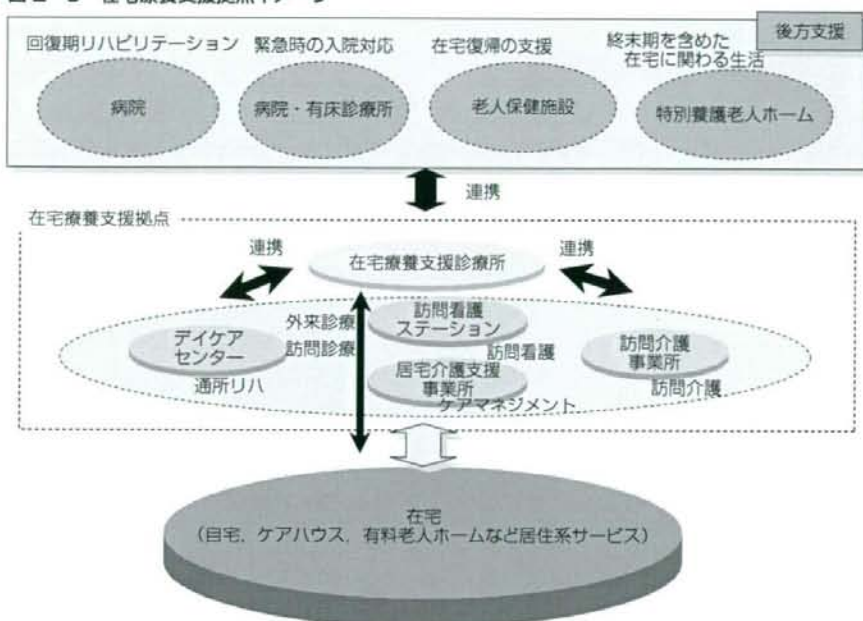 後方支援
回復期リハビリテーション
病院
緊急時の入院対応
病院・有床診療所
在宅復帰の支援
老人保健施設
終末期を含めた
在宅に関わる生活
特別養護老人ホーム
連携
在宅療養支援拠点
連携
在宅療養支援診療所
連携
外来診療
訪問診療
デイケア
センター
通所リハ
訪問看護
ステーション
訪問看護
居宅介護支援
事業所
ケアマネジメント
訪問介護
事業所
訪問介護
在宅
(自宅，ケアハウス，有料老人ホームなど居住系サービス)